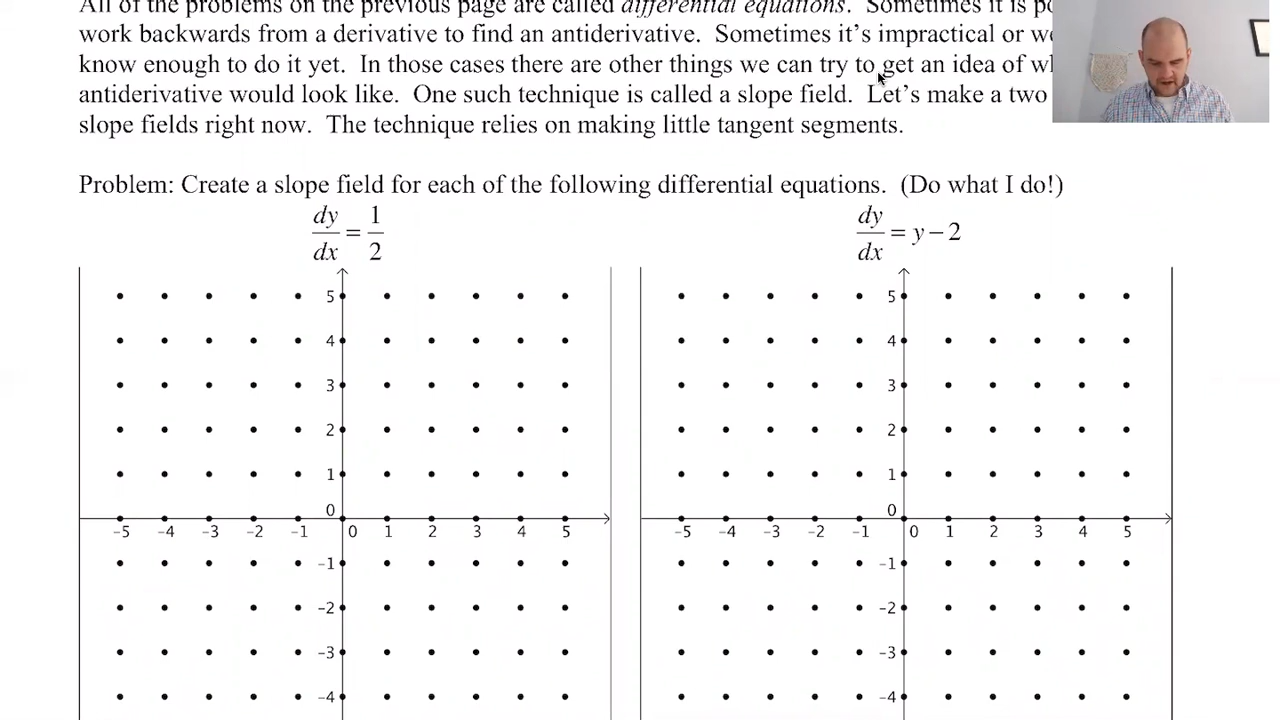 All of the problems on the previous page are called differential equations. Sometimes it is
work backwards from a derivative to find an antiderivative. Sometimes it's impractical or
know enough to do it yet. In those cases there are other things we can try to get an idea of
antiderivative would look like. One such technique is called a slope field. Let's make a two
slope fields right now. The technique relies on making little tangent segments.
Problem: Create a slope field for each of the following differential equations. (Do what I do!)
dy/dx = 1/2
dy/dx = y − 2
5
4
3
2
1
0
-5 -4 -3 -2 -1 0 1 2 3 4 5
-1
-2
-3
-4
5
4
3
2
1
0
-5 -4 -3 -2 -1 0 1 2 3 4 5
-1
-2
-3
-4